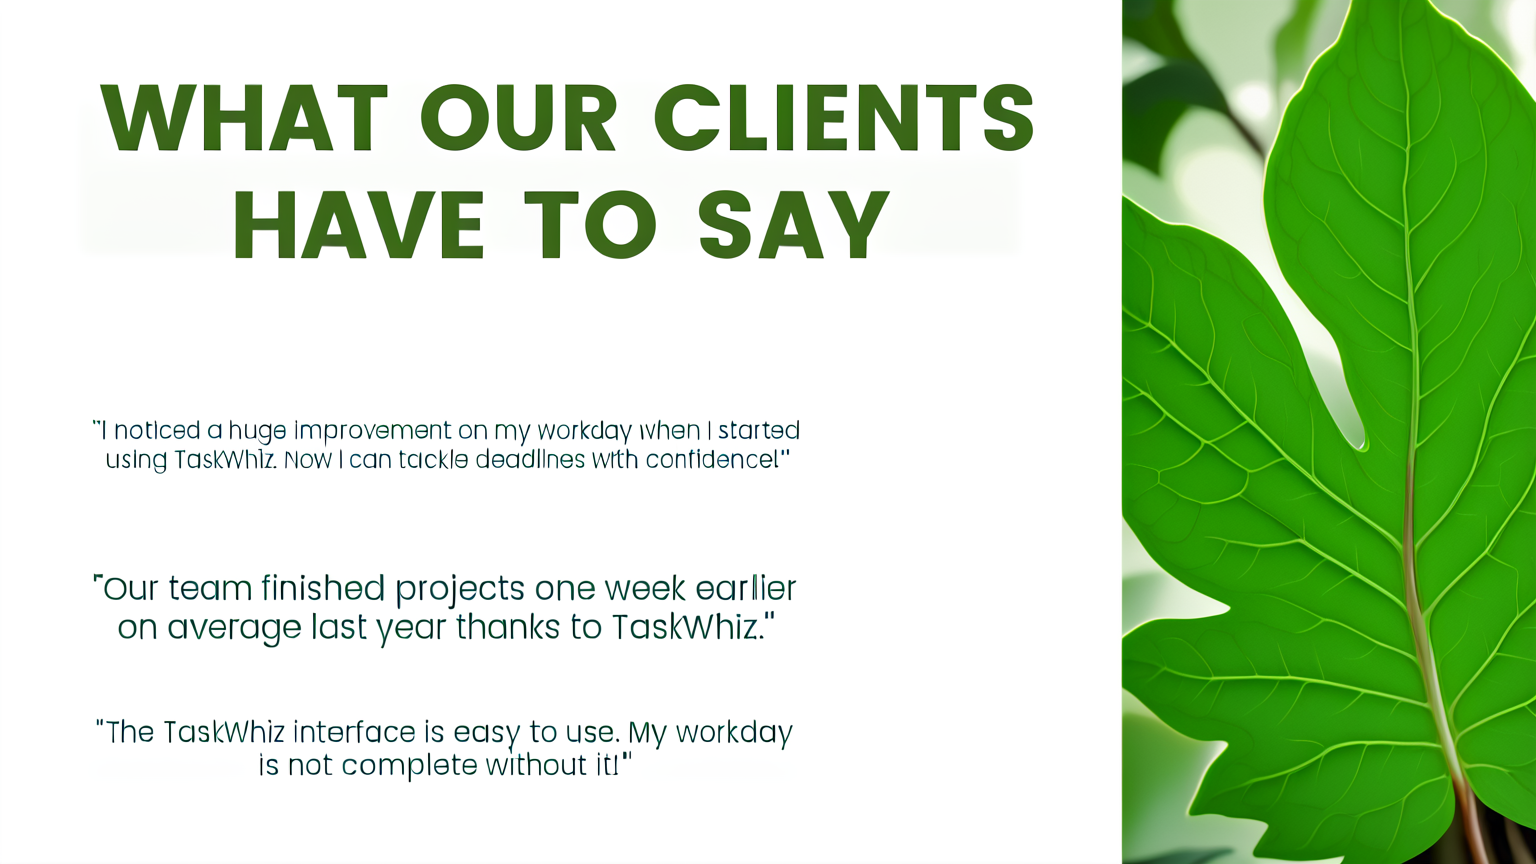 WHAT OUR CLIENTS
HAVE TO SAY
"I noticed a huge improvement on my workday when I started
using TaskWhiz. Now I can tackle deadlines with confidence!"
"Our team finished projects one week earlier
on average last year thanks to TaskWhiz."
"The TaskWhiz interface is easy to use. My workday
is not complete without it!"